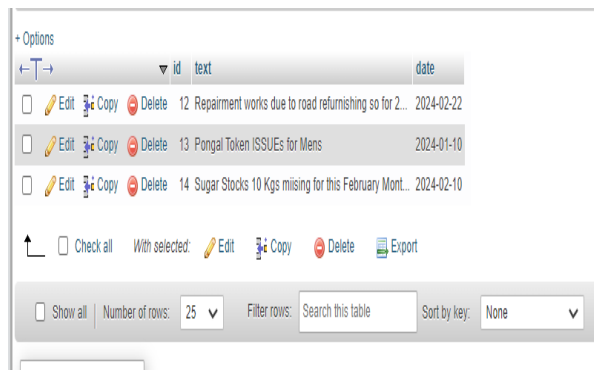 + Options
←T→ id text date
Edit Copy Delete 12 Repairment works due to road refurnishing so for 2... 2024-02-22
Edit Copy Delete 13 Pongal Token ISSUEs for Mens 2024-01-10
Edit Copy Delete 14 Sugar Stocks 10 Kgs miising for this February Mont... 2024-02-10
Check all With selected: Edit Copy Delete Export
Show all Number of rows: 25 Filter rows: Search this table Sort by key: None